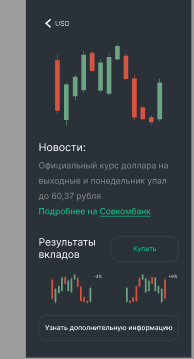 USD
Новости:
Официальный курс доллара на
выходные и понедельник упал
до 60,37 рубля
Подробнее на Совкомбанк
Результаты
вкладов
Купить
-3%
+6%
Узнать дополнительную информацию